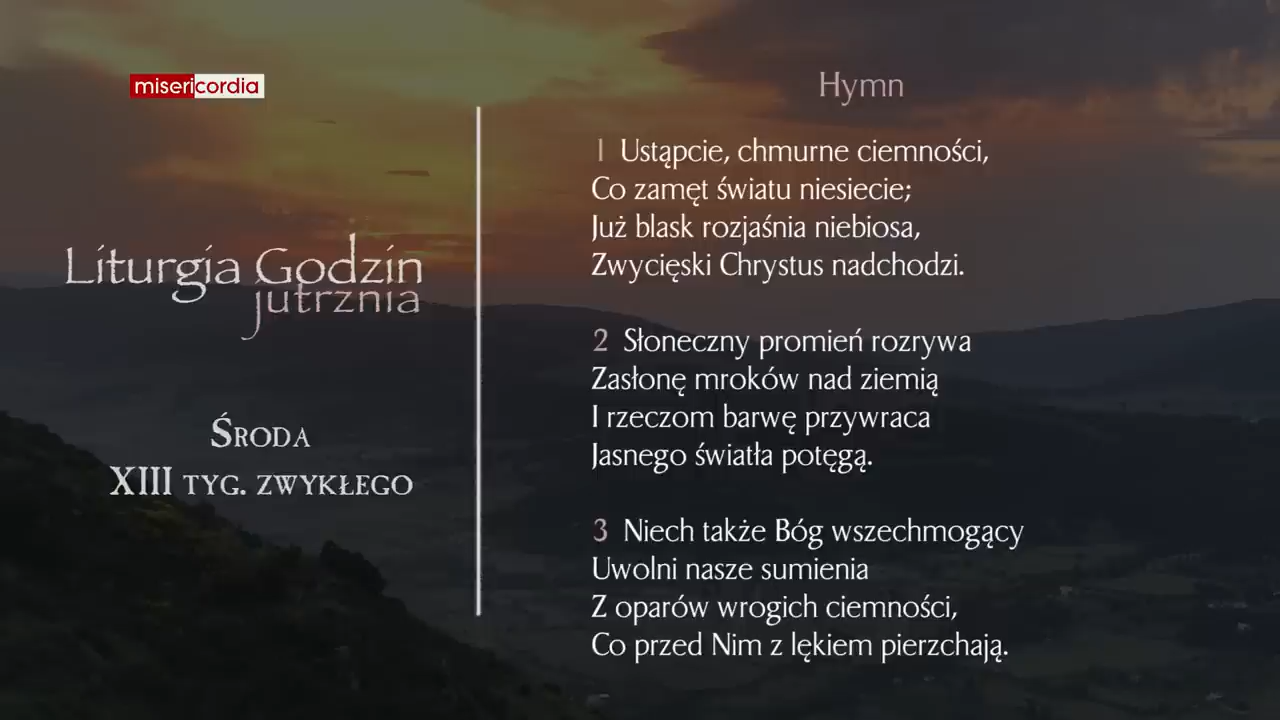 misericordia
Liturgia Godzin
jutrznia
Środa
XIII tyg. zwykłego
Hymn
1 Ustąpcie, chmurne ciemności,
Co zamęt światu niesiecie;
Już blask rozjaśnia niebiosa,
Zwycięski Chrystus nadchodzi.
2 Słoneczny promień rozrywa
Zasłonę mroków nad ziemią
I rzeczom barwę przywraca
Jasnego światła potęgą.
3 Niech także Bóg wszechmogący
Uwolni nasze sumienia
Z oparów wrogich ciemności,
Co przed Nim z lękiem pierzchają.